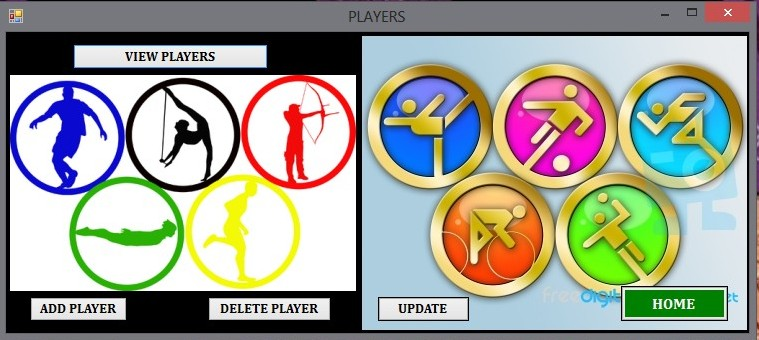 PLAYERS
VIEW PLAYERS
ADD PLAYER
DELETE PLAYER
UPDATE
HOME